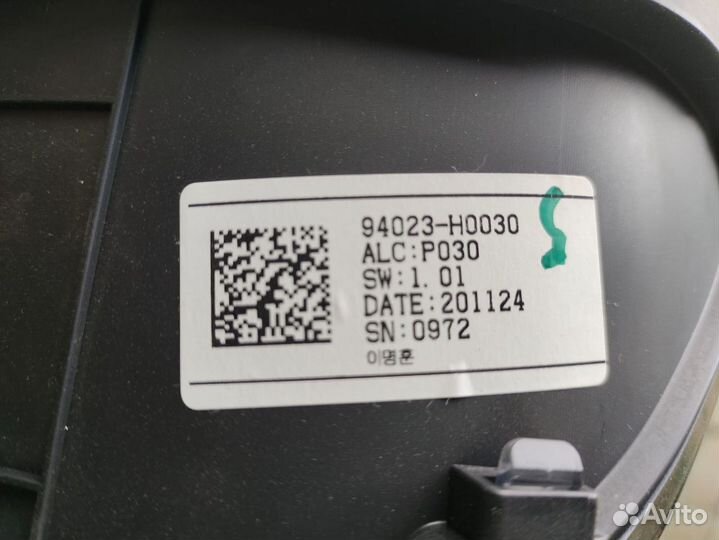 94023-H0030
ALC:P030
SW:1.01
DATE:201124
SN:0972
이명훈
Avito